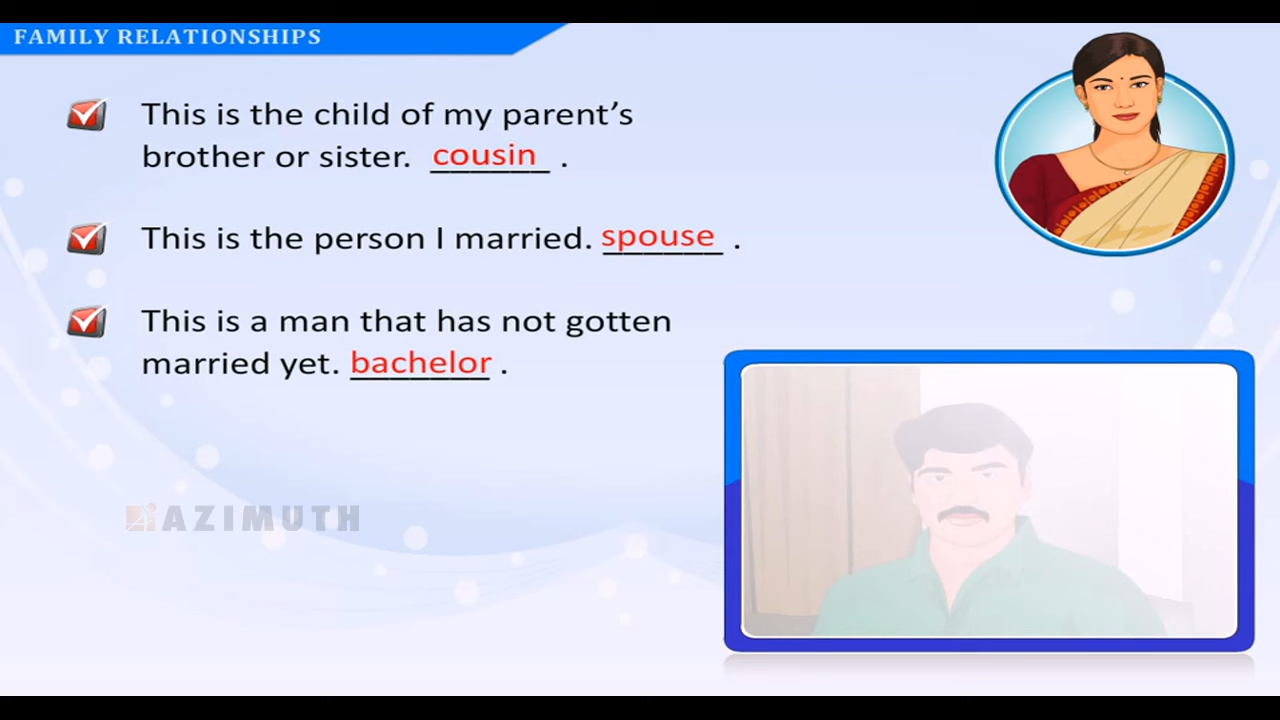 FAMILY RELATIONSHIPS
This is the child of my parent’s
brother or sister. cousin .
This is the person I married. spouse .
This is a man that has not gotten
married yet. bachelor .
AZIMUTH